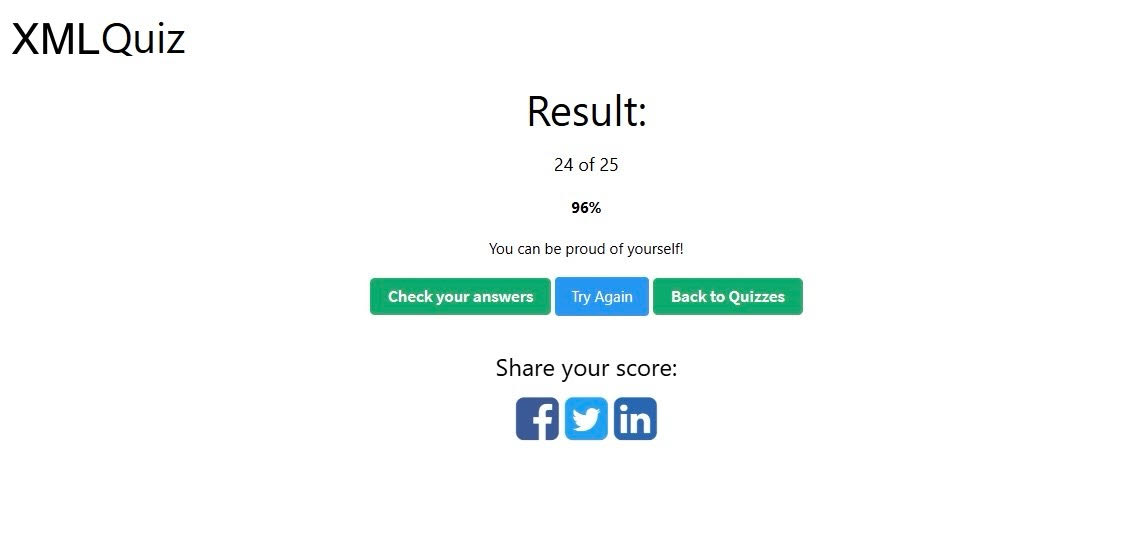 XMLQuiz
Result:
24 of 25
96%
You can be proud of yourself!
Check your answers Try Again Back to Quizzes
Share your score:
f in